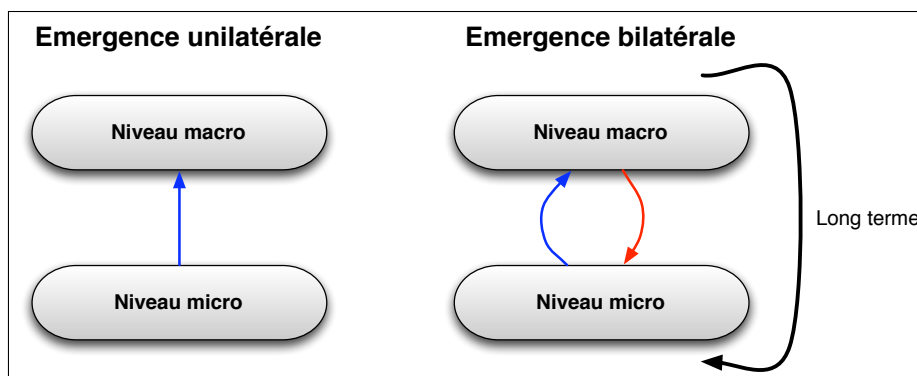 Emergence unilatérale
Emergence bilatérale
Niveau macro
Niveau macro
Long terme
Niveau micro
Niveau micro